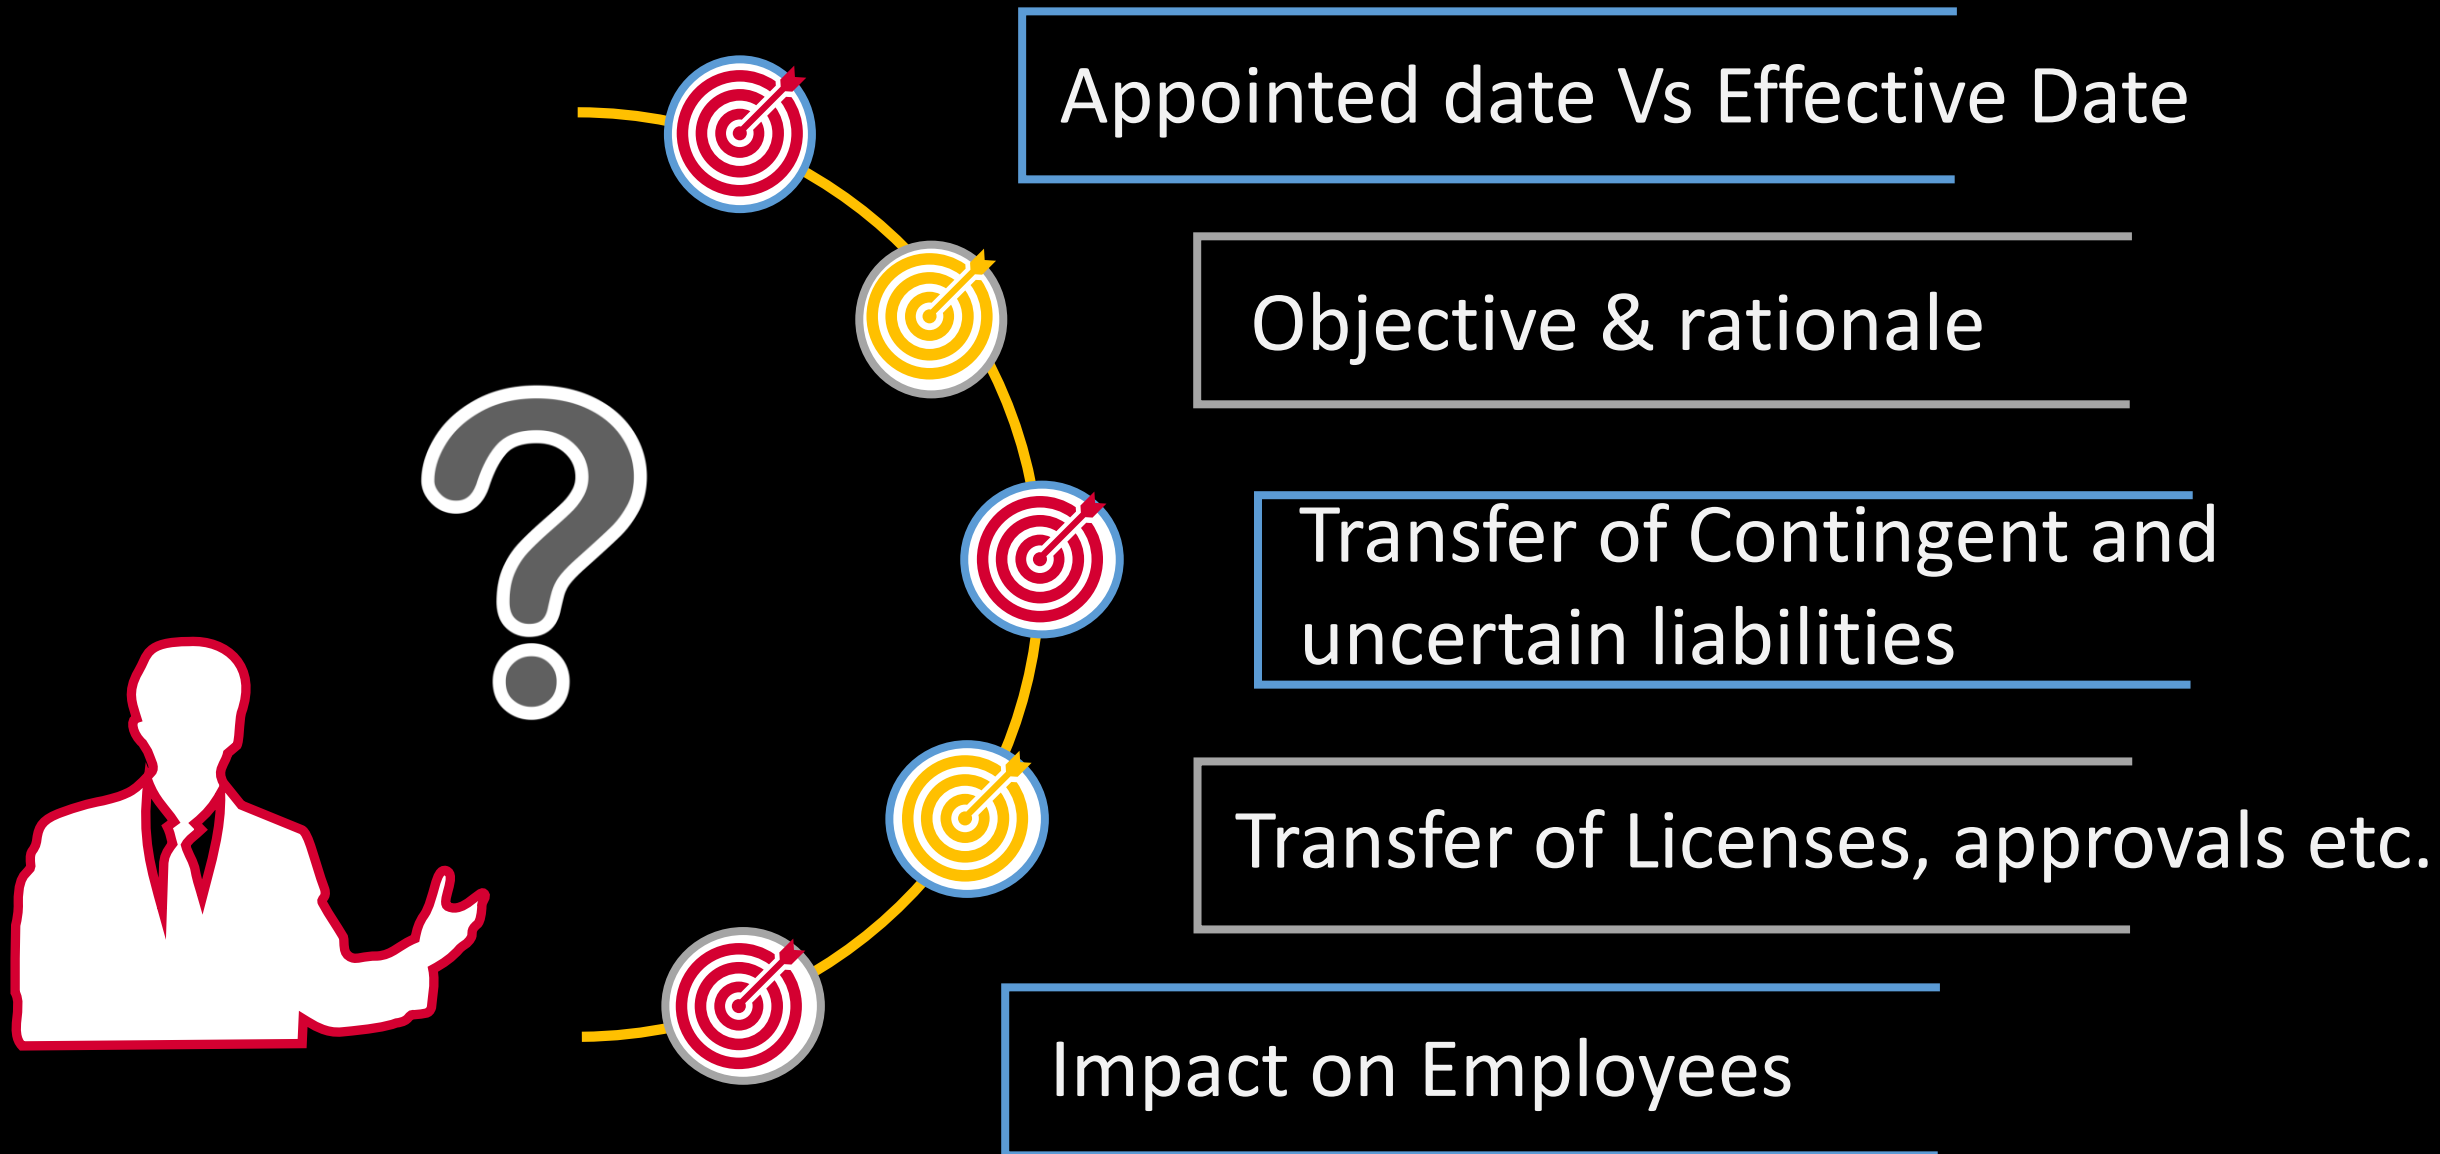 Appointed date Vs Effective Date
Objective & rationale
Transfer of Contingent and
uncertain liabilities
Transfer of Licenses, approvals etc.
Impact on Employees